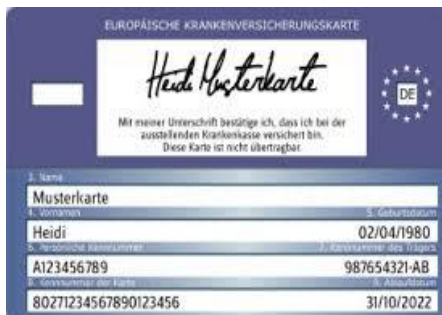 EUROPÄISCHE KRANKENVERSICHERUNGSKARTE
Heidi Musterkarte
DE
Mit meiner Unterschrift bestätige ich, dass ich bei der
ausstellenden Krankenkasse versichert bin.
Diese Karte ist nicht übertragbar.
3. Name
Musterkarte
4. Vornamen 5. Geburtsdatum
Heidi 02/04/1980
6. Persönliche Kennnummer 7. Kennnummer des Trägers
A123456789 987654321-AB
8. Kennnummer der Karte 9. Ablaufdatum
80271234567890123456 31/10/2022